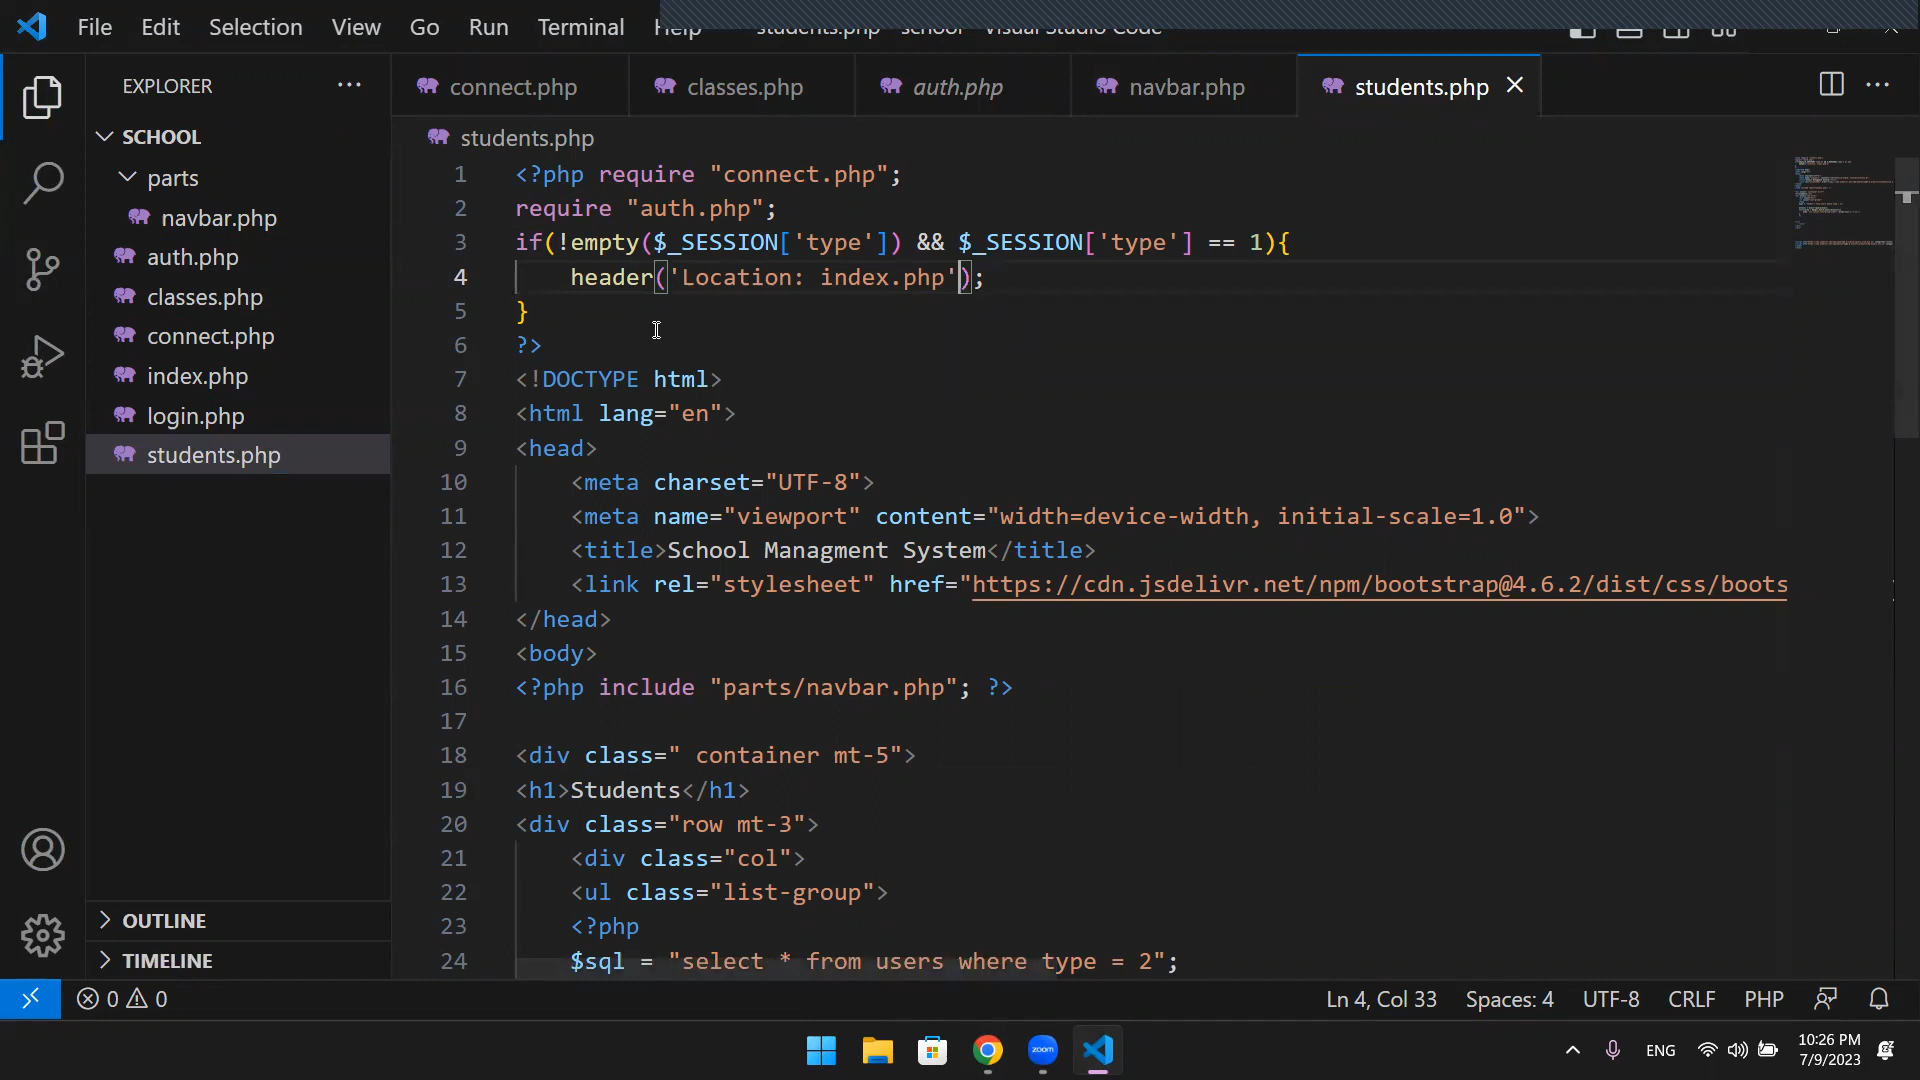 File Edit Selection View Go Run Terminal Help students.php - school - Visual Studio Code
EXPLORER
SCHOOL
parts
navbar.php
auth.php
classes.php
connect.php
index.php
login.php
students.php
OUTLINE
TIMELINE
connect.php classes.php auth.php navbar.php students.php
students.php
1 <?php require "connect.php";
2 require "auth.php";
3 if(!empty($_SESSION['type']) && $_SESSION['type'] == 1){
4 header('Location: index.php');
5 }
6 ?>
7 <!DOCTYPE html>
8 <html lang="en">
9 <head>
10 <meta charset="UTF-8">
11 <meta name="viewport" content="width=device-width, initial-scale=1.0">
12 <title>School Managment System</title>
13 <link rel="stylesheet" href="https://cdn.jsdelivr.net/npm/bootstrap@4.6.2/dist/css/boots
14 </head>
15 <body>
16 <?php include "parts/navbar.php"; ?>
17
18 <div class=" container mt-5">
19 <h1>Students</h1>
20 <div class="row mt-3">
21 <div class="col">
22 <ul class="list-group">
23 <?php
24 $sql = "select * from users where type = 2";
0 0 Ln 4, Col 33 Spaces: 4 UTF-8 CRLF PHP
zoom ENG 10:26 PM
7/9/2023